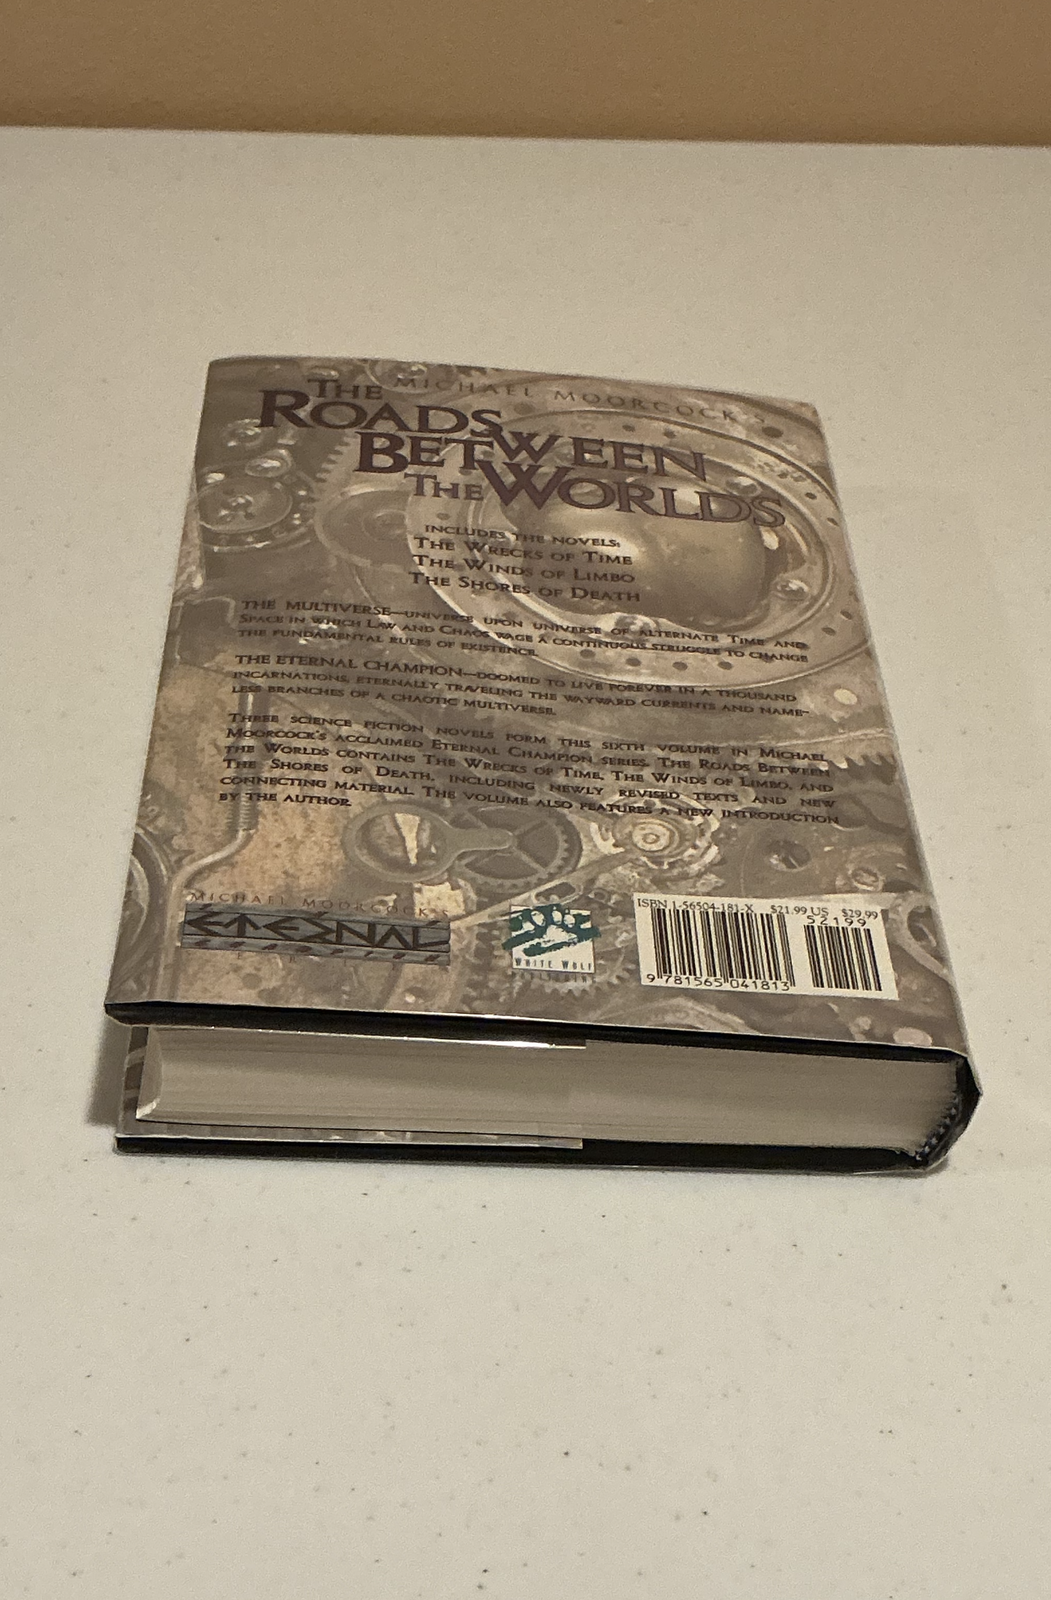 MICHAEL MOORCOCK'S
THE
ROADS
BETWEEN
THE WORLDS
INCLUDES THE NOVELS:
THE WRECKS OF TIME
THE WINDS OF LIMBO
THE SHORES OF DEATH
THE MULTIVERSE—UNIVERSE UPON UNIVERSE OF ALTERNATE TIME AND
SPACE IN WHICH LAW AND CHAOS WAGE A CONTINUOUS STRUGGLE TO CHANGE
THE FUNDAMENTAL RULES OF EXISTENCE.
THE ETERNAL CHAMPION—DOOMED TO LIVE FOREVER IN A THOUSAND
INCARNATIONS, ETERNALLY TRAVELING THE WAYWARD CURRENTS AND NAME-
LESS BRANCHES OF A CHAOTIC MULTIVERSE.
THREE SCIENCE FICTION NOVELS FORM THIS SIXTH VOLUME IN MICHAEL
MOORCOCK'S ACCLAIMED ETERNAL CHAMPION SERIES. THE ROADS BETWEEN
THE WORLDS CONTAINS THE WRECKS OF TIME, THE WINDS OF LIMBO, AND
THE SHORES OF DEATH, INCLUDING NEWLY REVISED TEXTS AND NEW
CONNECTING MATERIAL. THE VOLUME ALSO FEATURES A NEW INTRODUCTION
BY THE AUTHOR.
MICHAEL MOORCOCK'S
ETERNAL
CHAMPION
WHITE WOLF
ISBN 1-56504-181-X $21.99 US $29.99
52199
9 781565 041813